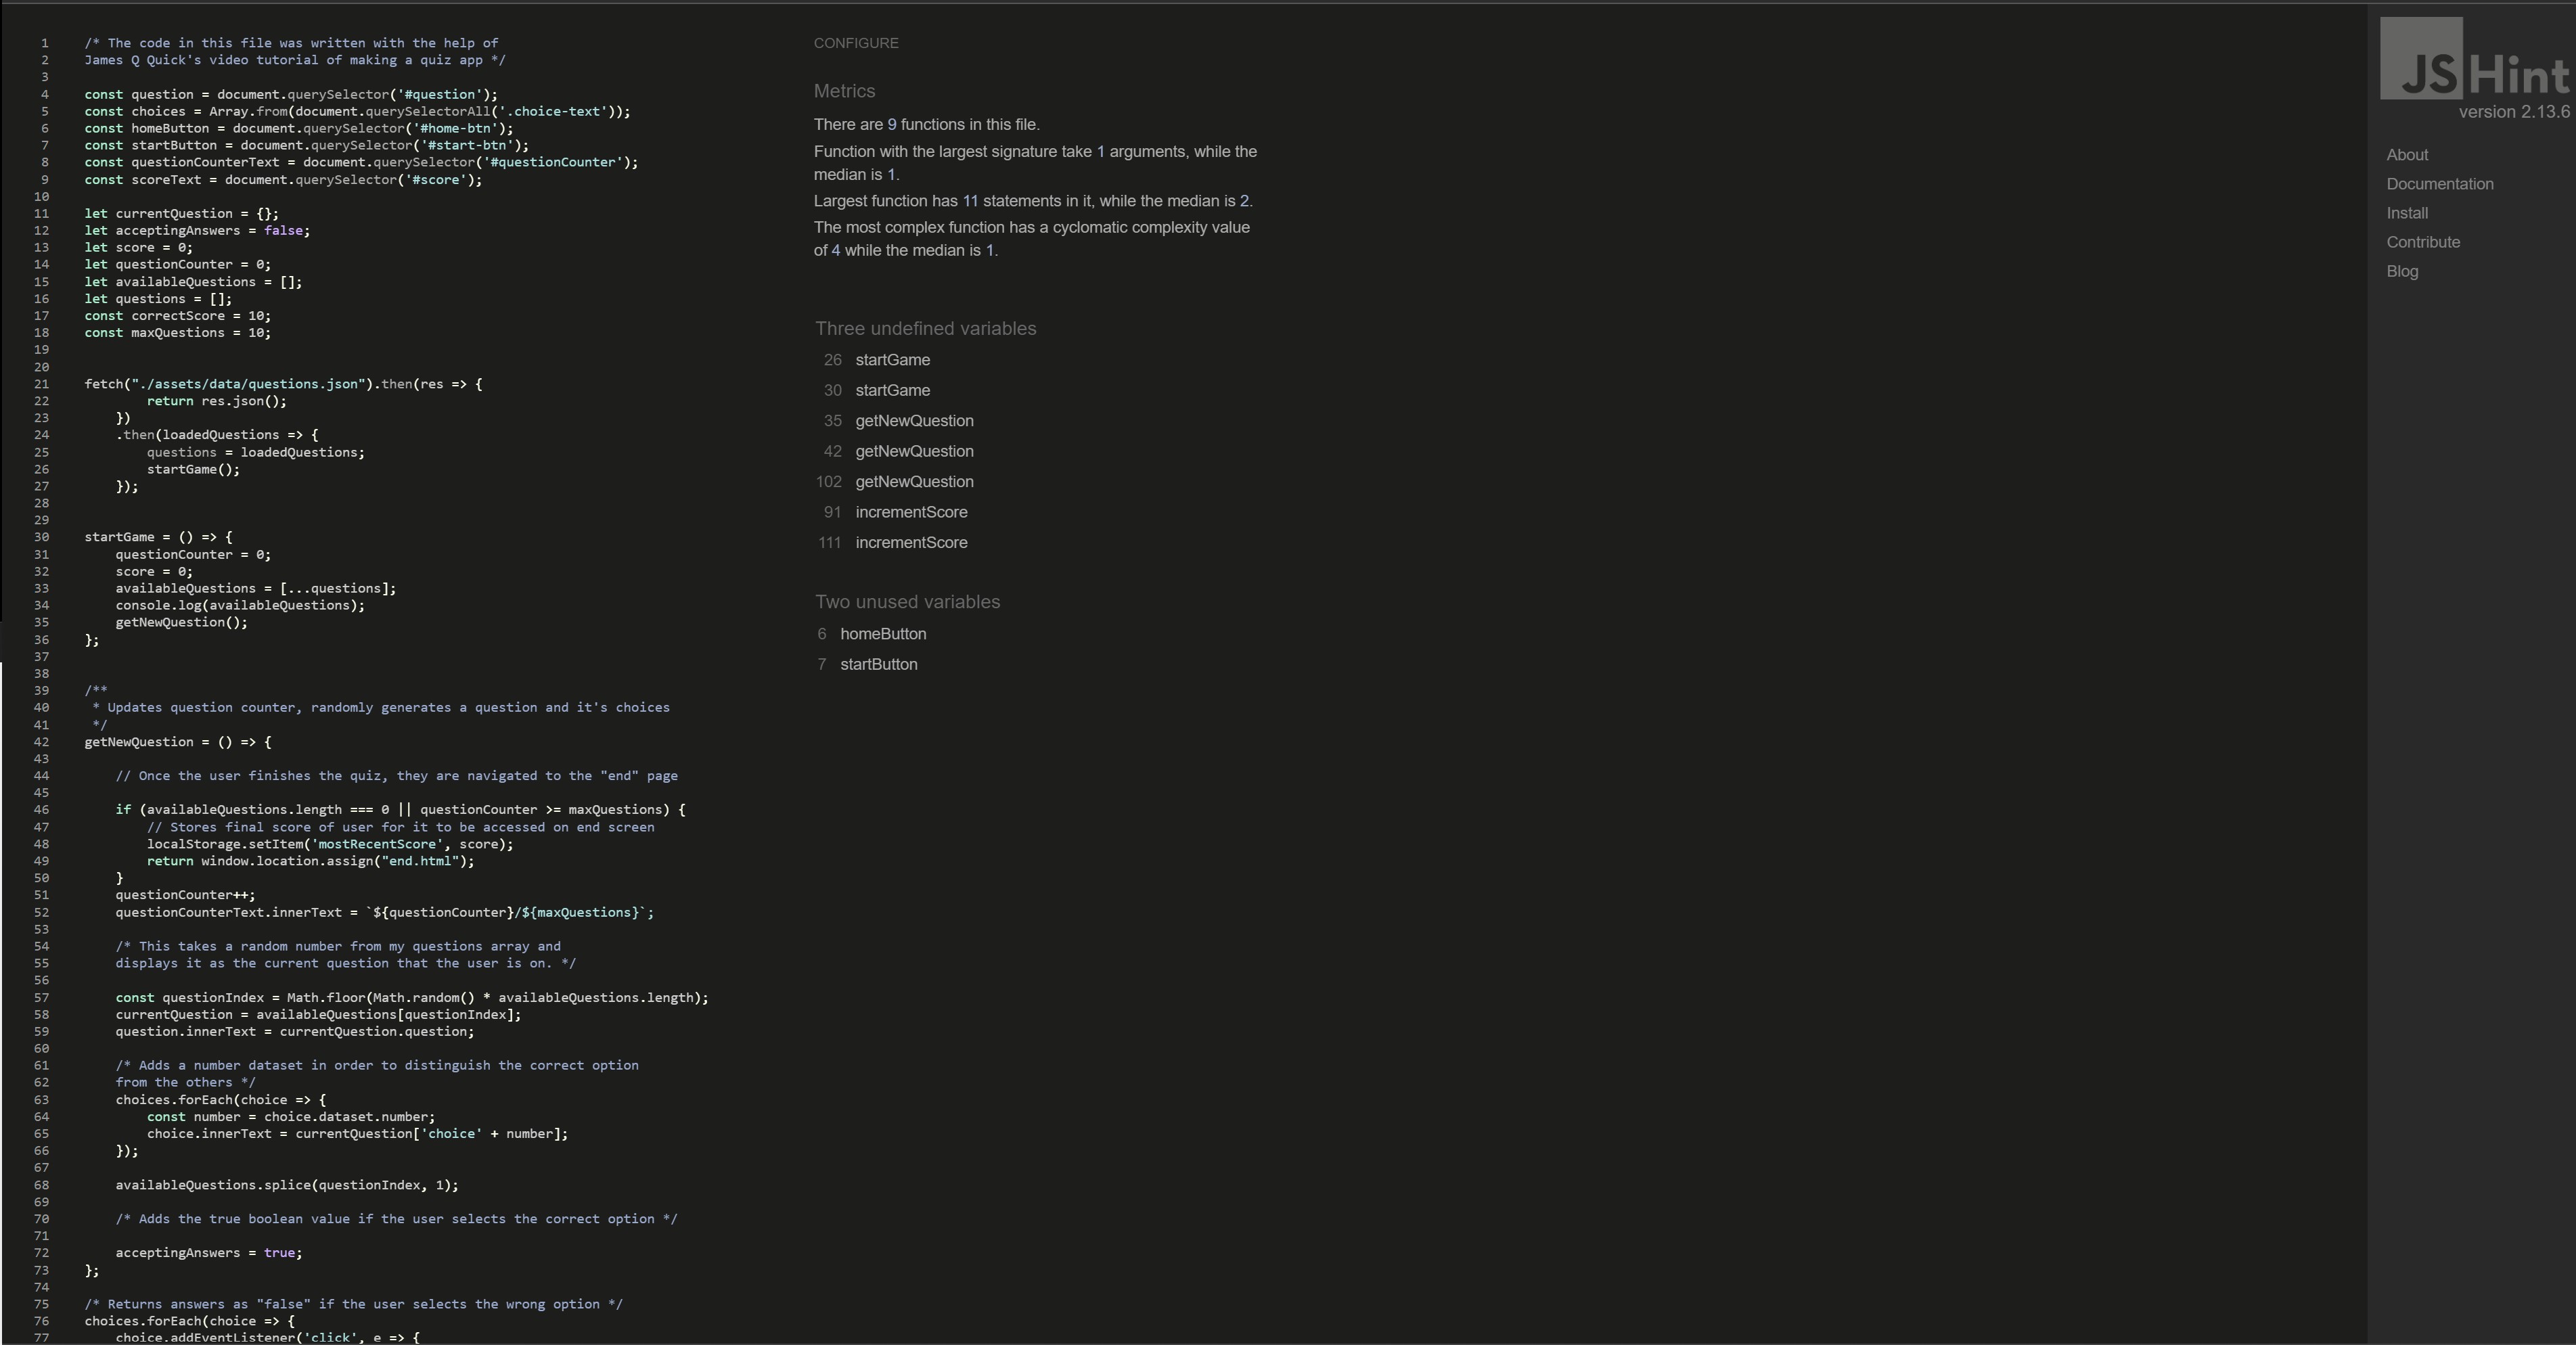 1 /* The code in this file was written with the help of
2 James Q Quick's video tutorial of making a quiz app */
3
4 const question = document.querySelector('#question');
5 const choices = Array.from(document.querySelectorAll('.choice-text'));
6 const homeButton = document.querySelector('#home-btn');
7 const startButton = document.querySelector('#start-btn');
8 const questionCounterText = document.querySelector('#questionCounter');
9 const scoreText = document.querySelector('#score');
10
11 let currentQuestion = {};
12 let acceptingAnswers = false;
13 let score = 0;
14 let questionCounter = 0;
15 let availableQuestions = [];
16 let questions = [];
17 const correctScore = 10;
18 const maxQuestions = 10;
19
20
21 fetch("./assets/data/questions.json").then(res => {
22         return res.json();
23     })
24     .then(loadedQuestions => {
25         questions = loadedQuestions;
26         startGame();
27     });
28
29
30 startGame = () => {
31     questionCounter = 0;
32     score = 0;
33     availableQuestions = [...questions];
34     console.log(availableQuestions);
35     getNewQuestion();
36 };
37
38
39 /**
40  * Updates question counter, randomly generates a question and it's choices
41  */
42 getNewQuestion = () => {
43
44     // Once the user finishes the quiz, they are navigated to the "end" page
45
46     if (availableQuestions.length === 0 || questionCounter >= maxQuestions) {
47         // Stores final score of user for it to be accessed on end screen
48         localStorage.setItem('mostRecentScore', score);
49         return window.location.assign("end.html");
50     }
51     questionCounter++;
52     questionCounterText.innerText = `${questionCounter}/${maxQuestions}`;
53
54     /* This takes a random number from my questions array and
55     displays it as the current question that the user is on. */
56
57     const questionIndex = Math.floor(Math.random() * availableQuestions.length);
58     currentQuestion = availableQuestions[questionIndex];
59     question.innerText = currentQuestion.question;
60
61     /* Adds a number dataset in order to distinguish the correct option
62     from the others */
63     choices.forEach(choice => {
64         const number = choice.dataset.number;
65         choice.innerText = currentQuestion['choice' + number];
66     });
67
68     availableQuestions.splice(questionIndex, 1);
69
70     /* Adds the true boolean value if the user selects the correct option */
71
72     acceptingAnswers = true;
73 };
74
75 /* Returns answers as "false" if the user selects the wrong option */
76 choices.forEach(choice => {
77     choice.addEventListener('click', e => {
CONFIGURE
Metrics
There are 9 functions in this file.
Function with the largest signature take 1 arguments, while the
median is 1.
Largest function has 11 statements in it, while the median is 2.
The most complex function has a cyclomatic complexity value
of 4 while the median is 1.
Three undefined variables
26 startGame
30 startGame
35 getNewQuestion
42 getNewQuestion
102 getNewQuestion
91 incrementScore
111 incrementScore
Two unused variables
6 homeButton
7 startButton
JSHint
version 2.13.6
About
Documentation
Install
Contribute
Blog